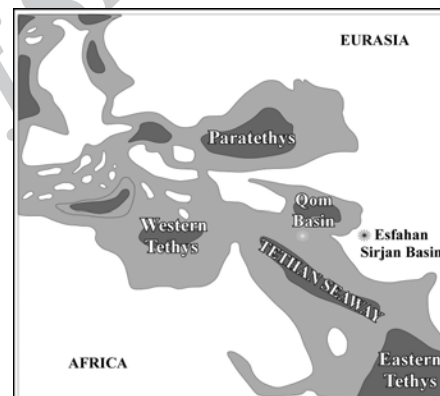 EURASIA
Paratethys
Qom
Basin
Western
Tethys
Esfahan
Sirjan Basin
TETHYAN SEAWAY
AFRICA
Eastern
Tethys